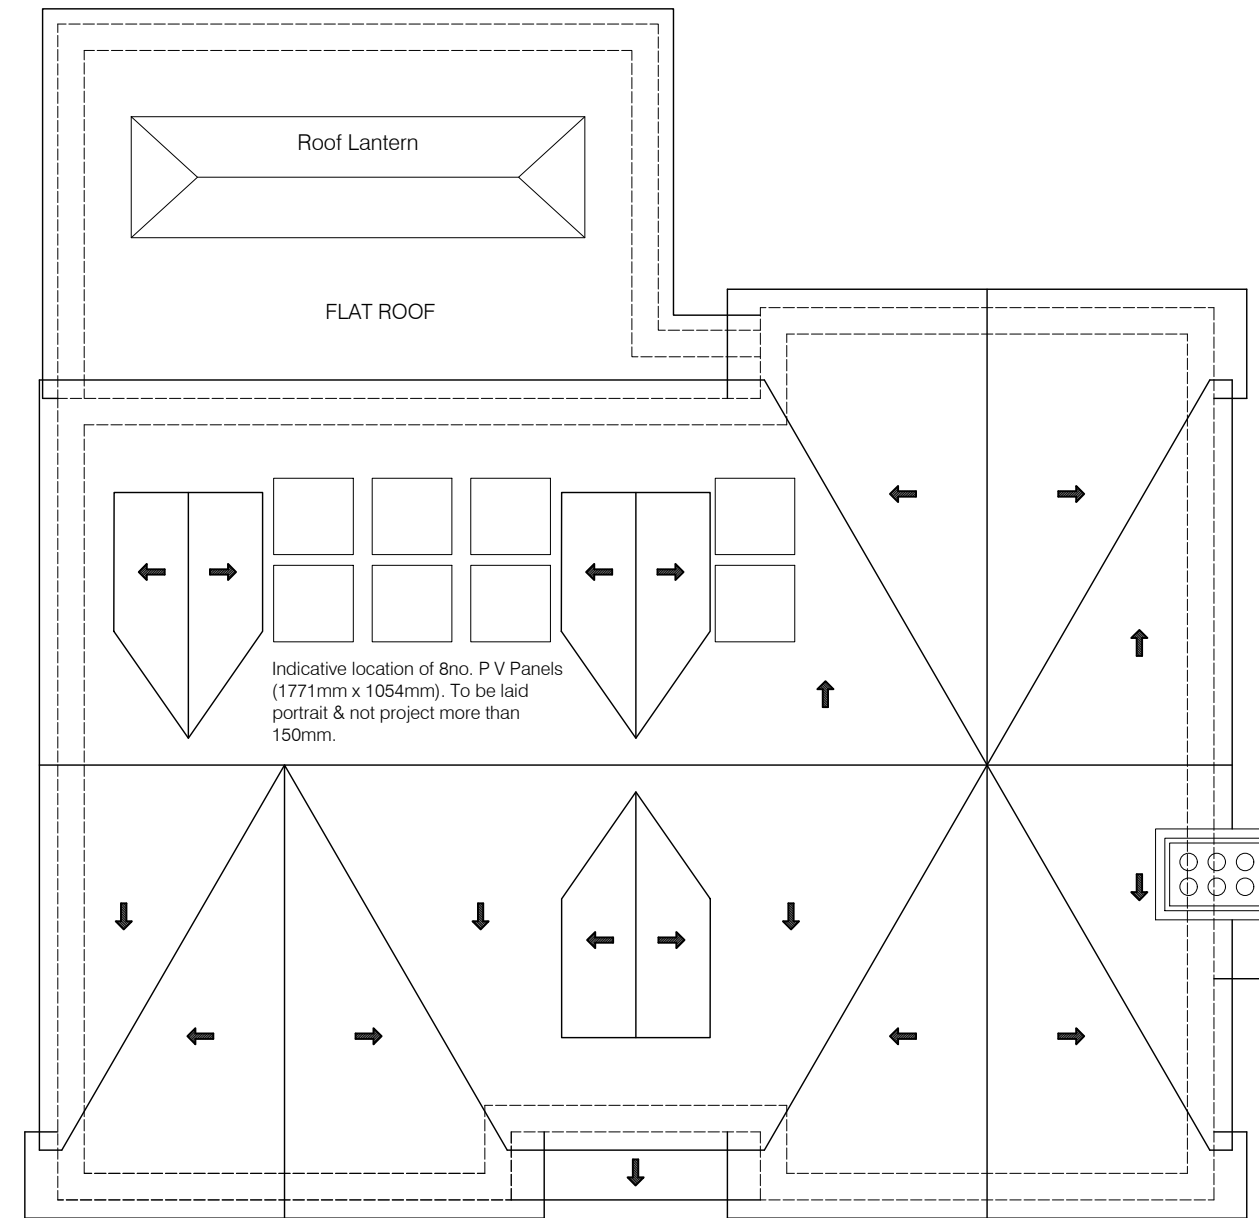 Roof Lantern
FLAT ROOF
Indicative location of 8no. P V Panels
(1771mm x 1054mm). To be laid
portrait & not project more than
150mm.